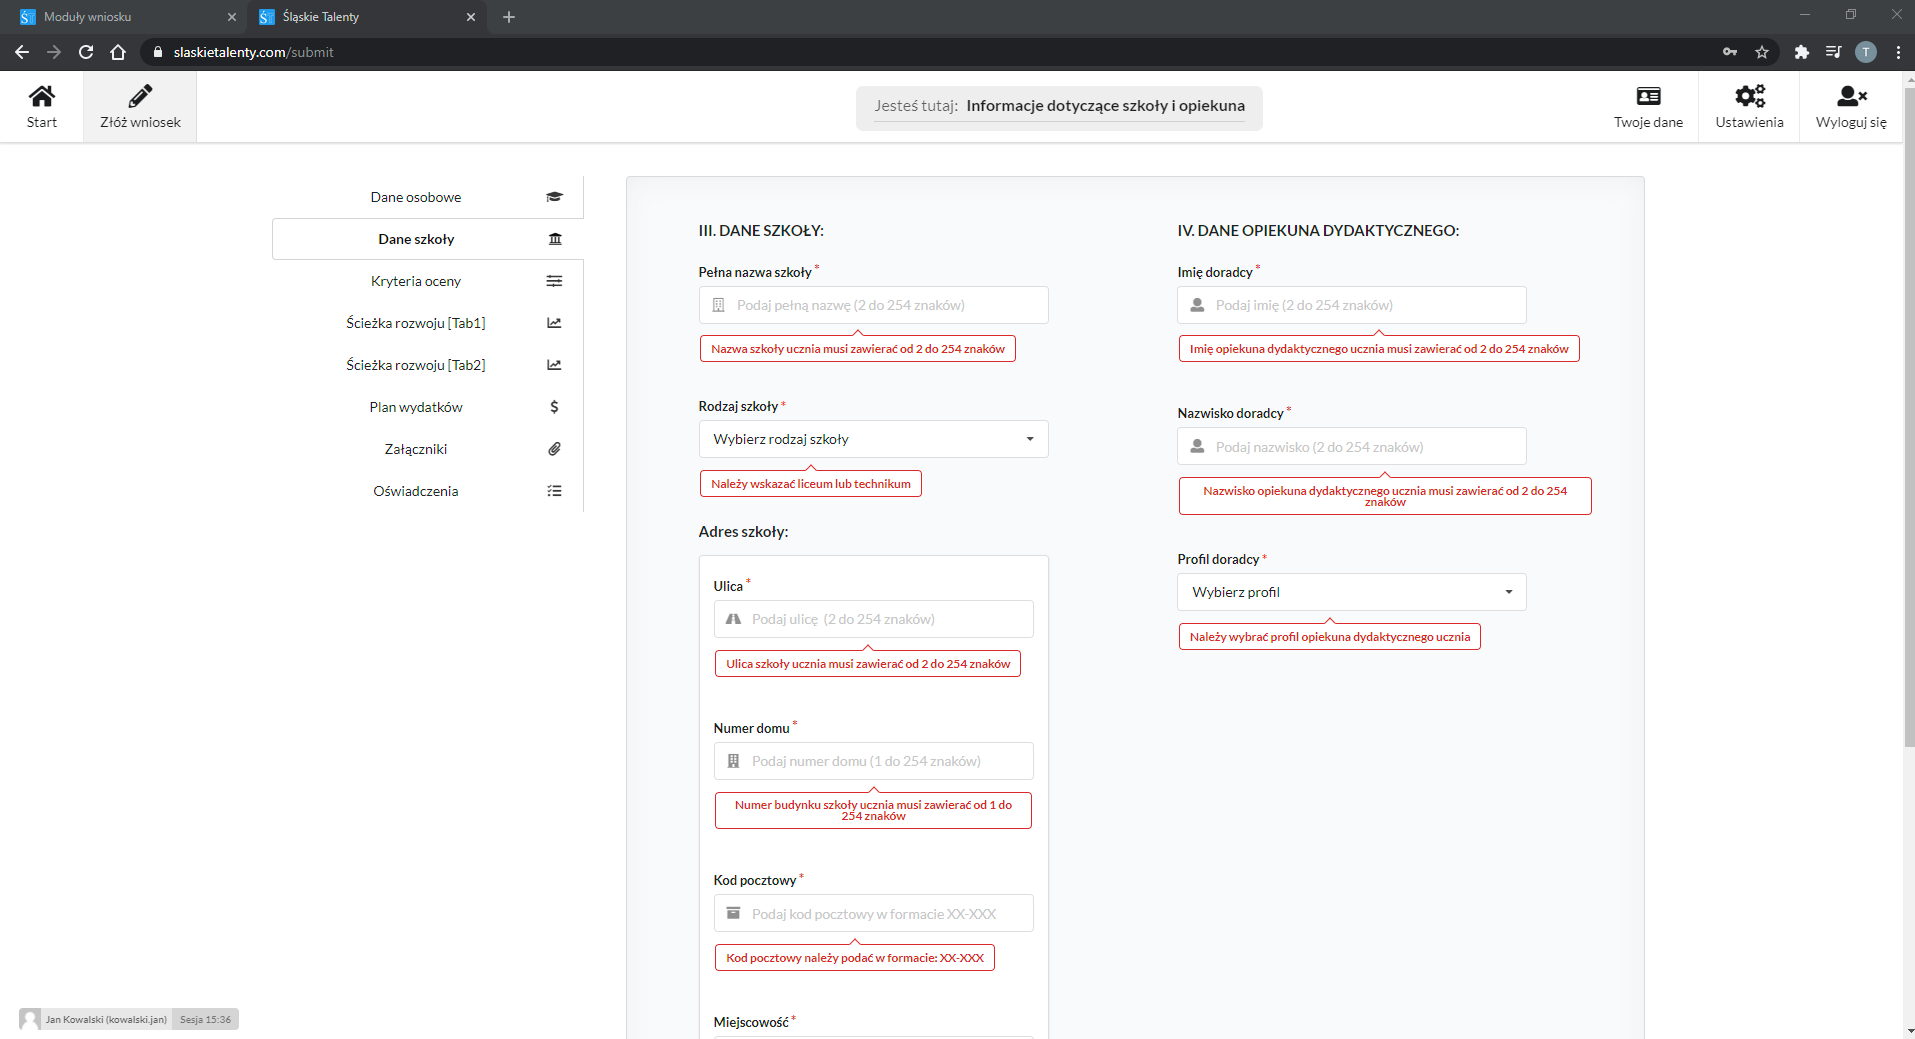 Moduły wniosku
Śląskie Talenty
slaskietalenty.com/submit
T
Start
Złóż wniosek
Jesteś tutaj: Informacje dotyczące szkoły i opiekuna
Twoje dane
Ustawienia
Wyloguj się
Dane osobowe
Dane szkoły
Kryteria oceny
Ścieżka rozwoju [Tab1]
Ścieżka rozwoju [Tab2]
Plan wydatków
Załączniki
Oświadczenia
III. DANE SZKOŁY:
Pełna nazwa szkoły *
Podaj pełną nazwę (2 do 254 znaków)
Nazwa szkoły ucznia musi zawierać od 2 do 254 znaków
Rodzaj szkoły *
Wybierz rodzaj szkoły
Należy wskazać liceum lub technikum
Adres szkoły:
Ulica *
Podaj ulicę (2 do 254 znaków)
Ulica szkoły ucznia musi zawierać od 2 do 254 znaków
Numer domu *
Podaj numer domu (1 do 254 znaków)
Numer budynku szkoły ucznia musi zawierać od 1 do
254 znaków
Kod pocztowy *
Podaj kod pocztowy w formacie XX-XXX
Kod pocztowy należy podać w formacie: XX-XXX
Miejscowość *
IV. DANE OPIEKUNA DYDAKTYCZNEGO:
Imię doradcy *
Podaj imię (2 do 254 znaków)
Imię opiekuna dydaktycznego ucznia musi zawierać od 2 do 254 znaków
Nazwisko doradcy *
Podaj nazwisko (2 do 254 znaków)
Nazwisko opiekuna dydaktycznego ucznia musi zawierać od 2 do 254
znaków
Profil doradcy *
Wybierz profil
Należy wybrać profil opiekuna dydaktycznego ucznia
Jan Kowalski (kowalski.jan)
Sesja 15:36